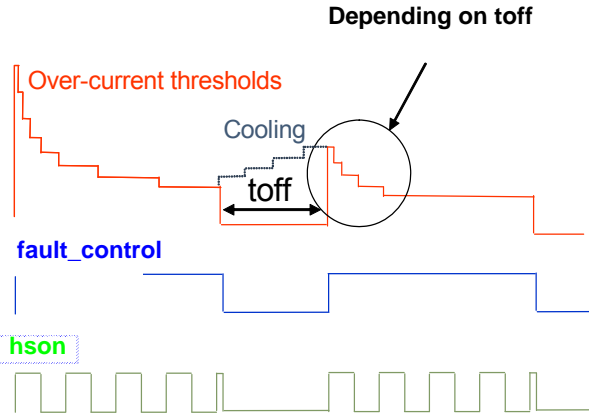 Depending on toff
Over-current thresholds
Cooling
toff
fault_control
hson